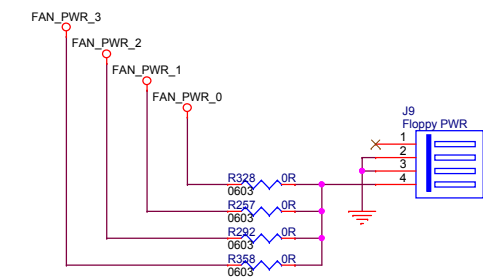 FAN_PWR_3
FAN_PWR_2
FAN_PWR_1
FAN_PWR_0
J9
Floppy PWR
1
2
3
4
R328 0R
0603
R257 0R
0603
R292 0R
0603
R358 0R
0603